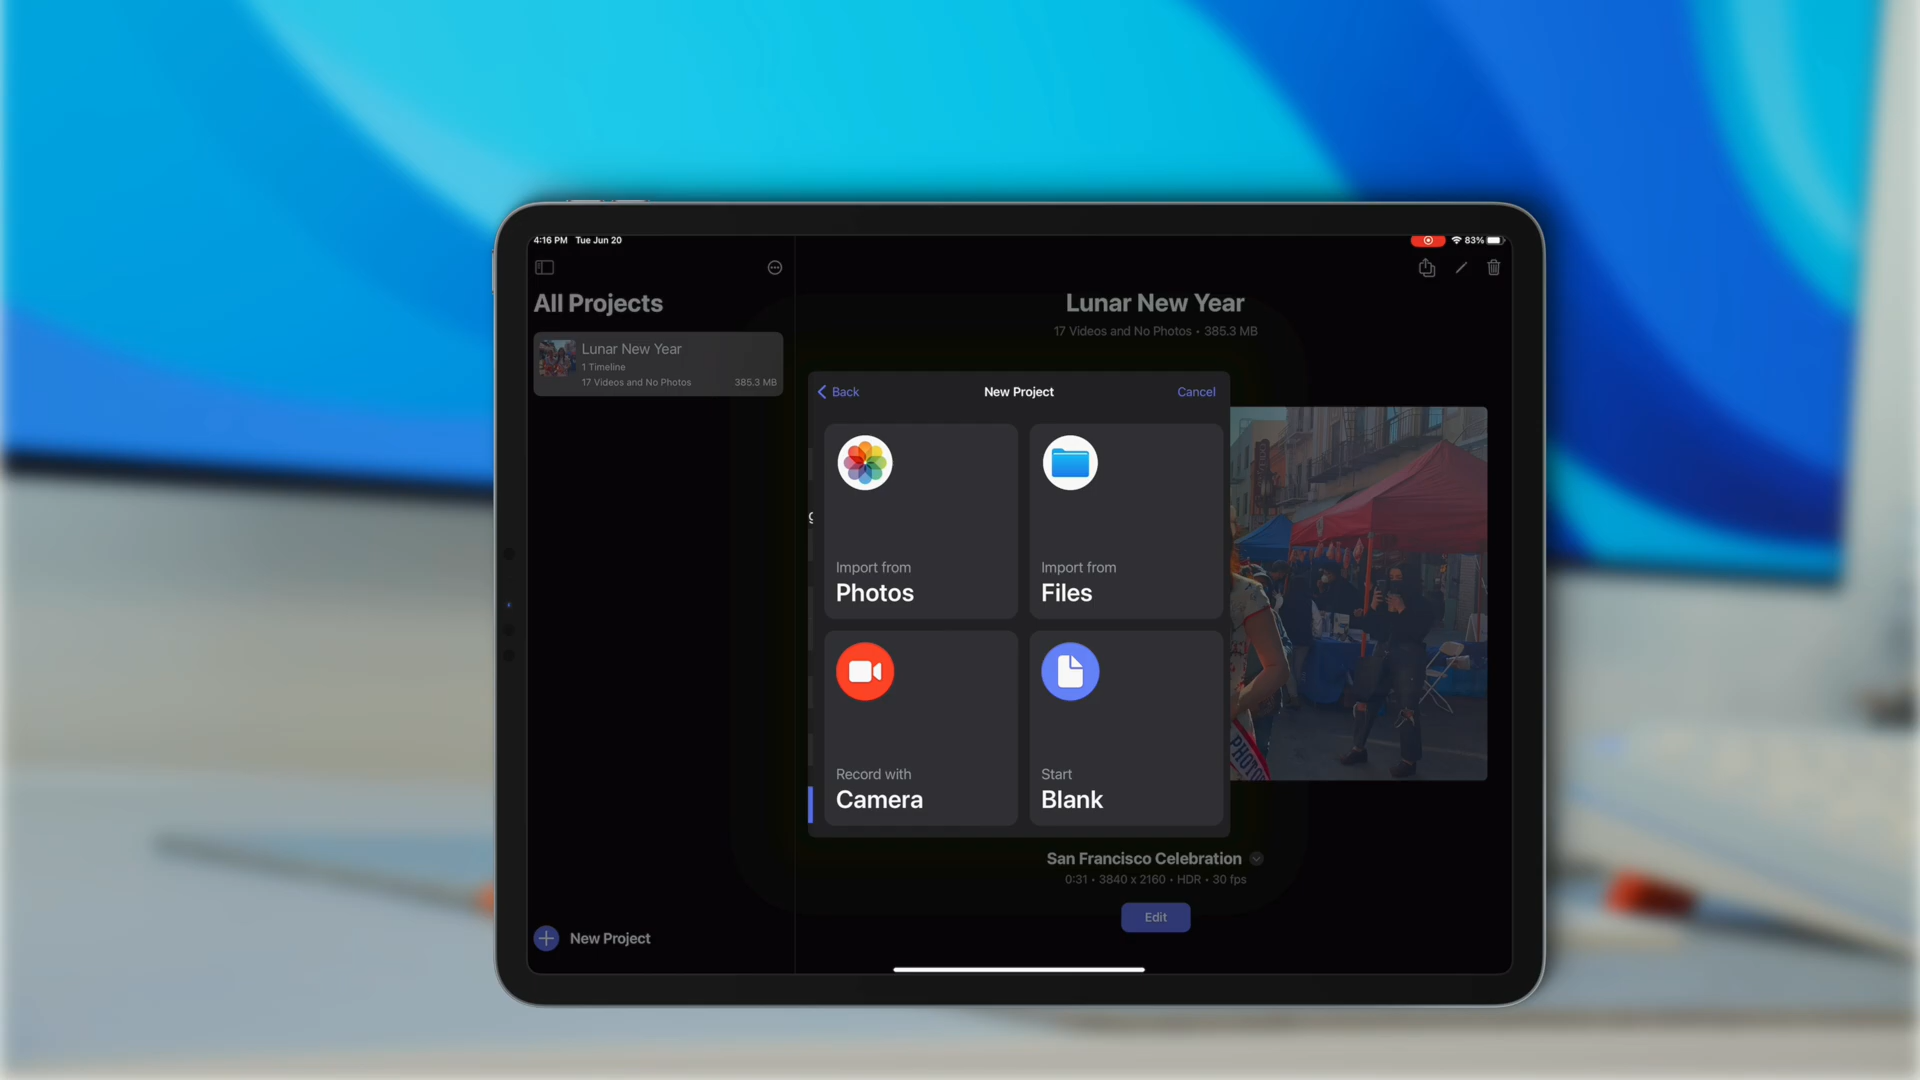 4:16 PM Tue Jun 20
83%
All Projects
Lunar New Year
1 Timeline
17 Videos and No Photos 385.3 MB
Lunar New Year
17 Videos and No Photos • 385.3 MB
Back New Project Cancel
Import from
Photos
Import from
Files
Record with
Camera
Start
Blank
PHOTO
San Francisco Celebration
0:31 • 3840 x 2160 • HDR • 30 fps
Edit
New Project